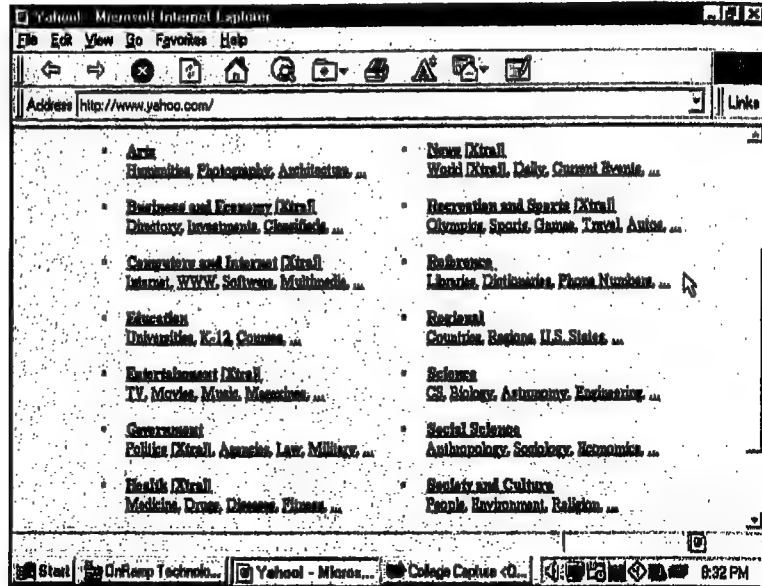 Yahoo! - Microsoft Internet Explorer
File Edit View Go Favorites Help
Address http://www.yahoo.com/ Links
Arts
Humanities, Photography, Architecture, ...
Business and Economy [Xtra!]
Directory, Investments, Classifieds, ...
Computers and Internet [Xtra!]
Internet, WWW, Software, Multimedia, ...
Education
Universities, K-12, Courses, ...
Entertainment [Xtra!]
TV, Movies, Music, Magazines, ...
Government
Politics [Xtra!], Agencies, Law, Military, ...
Health [Xtra!]
Medicine, Drugs, Diseases, Fitness, ...
News [Xtra!]
World [Xtra!], Daily, Current Events, ...
Recreation and Sports [Xtra!]
Olympics, Sports, Games, Travel, Autos, ...
Reference
Libraries, Dictionaries, Phone Numbers, ...
Regional
Countries, Regions, U.S. States, ...
Science
CS, Biology, Astronomy, Engineering, ...
Social Science
Anthropology, Sociology, Economics, ...
Society and Culture
People, Environment, Religion, ...
Start OnRamp Technolo... Yahoo! - Micros... College Capture <0... 8:32 PM